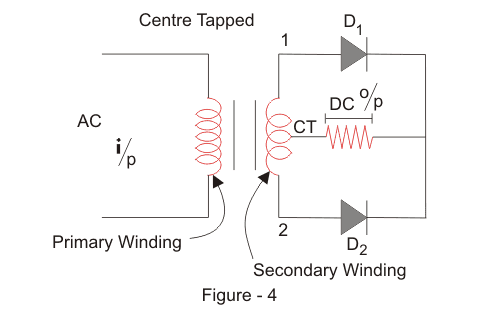 Centre Tapped
D1
1
DC o/p
AC
CT
i/p
2
D2
Primary Winding
Secondary Winding
Figure - 4